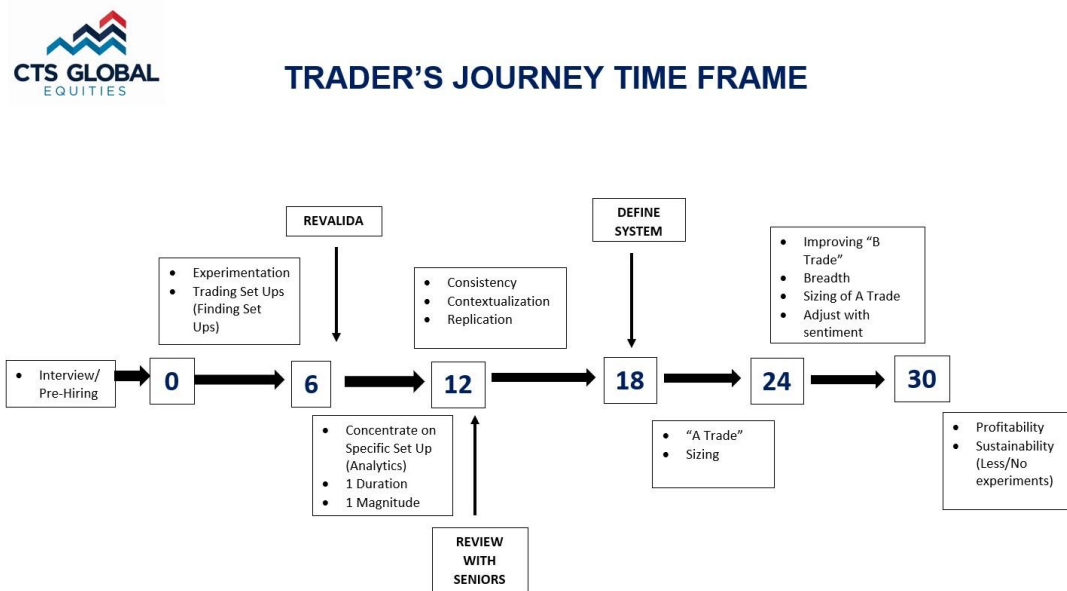 CTS GLOBAL
EQUITIES
TRADER'S JOURNEY TIME FRAME
REVALIDA
DEFINE
SYSTEM
• Experimentation
• Trading Set Ups
(Finding Set
Ups)
• Consistency
• Contextualization
• Replication
• Improving “B
Trade”
• Breadth
• Sizing of A Trade
• Adjust with
sentiment
• Interview/
Pre-Hiring
0
6
12
18
24
30
• Concentrate on
Specific Set Up
(Analytics)
• 1 Duration
• 1 Magnitude
• “A Trade”
• Sizing
• Profitability
• Sustainability
(Less/No
experiments)
REVIEW
WITH
SENIORS